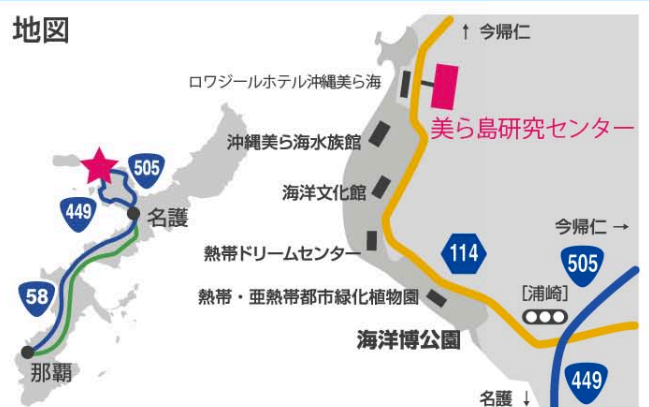 地図
↑ 今帰仁
ロワジールホテル沖縄美ら海
美ら島研究センター
沖縄美ら海水族館
505
海洋文化館
449
名護
今帰仁 →
熱帯ドリームセンター
114
505
58
熱帯・亜熱帯都市緑化植物園
[浦崎]
海洋博公園
那覇
449
名護 ↓